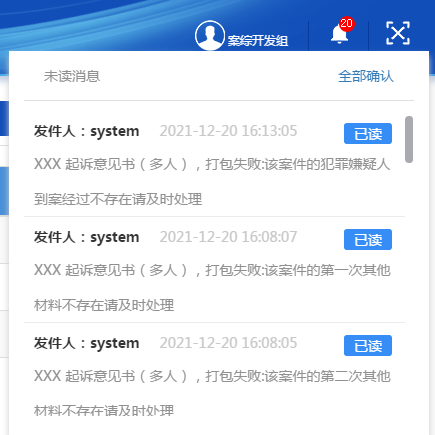 案综开发组
20
未读消息
全部确认
发件人：system 2021-12-20 16:13:05 已读
XXX 起诉意见书（多人），打包失败:该案件的犯罪嫌疑人
到案经过不存在请及时处理
发件人：system 2021-12-20 16:08:07 已读
XXX 起诉意见书（多人），打包失败:该案件的第一次其他
材料不存在请及时处理
发件人：system 2021-12-20 16:08:05 已读
XXX 起诉意见书（多人），打包失败:该案件的第二次其他
材料不存在请及时处理